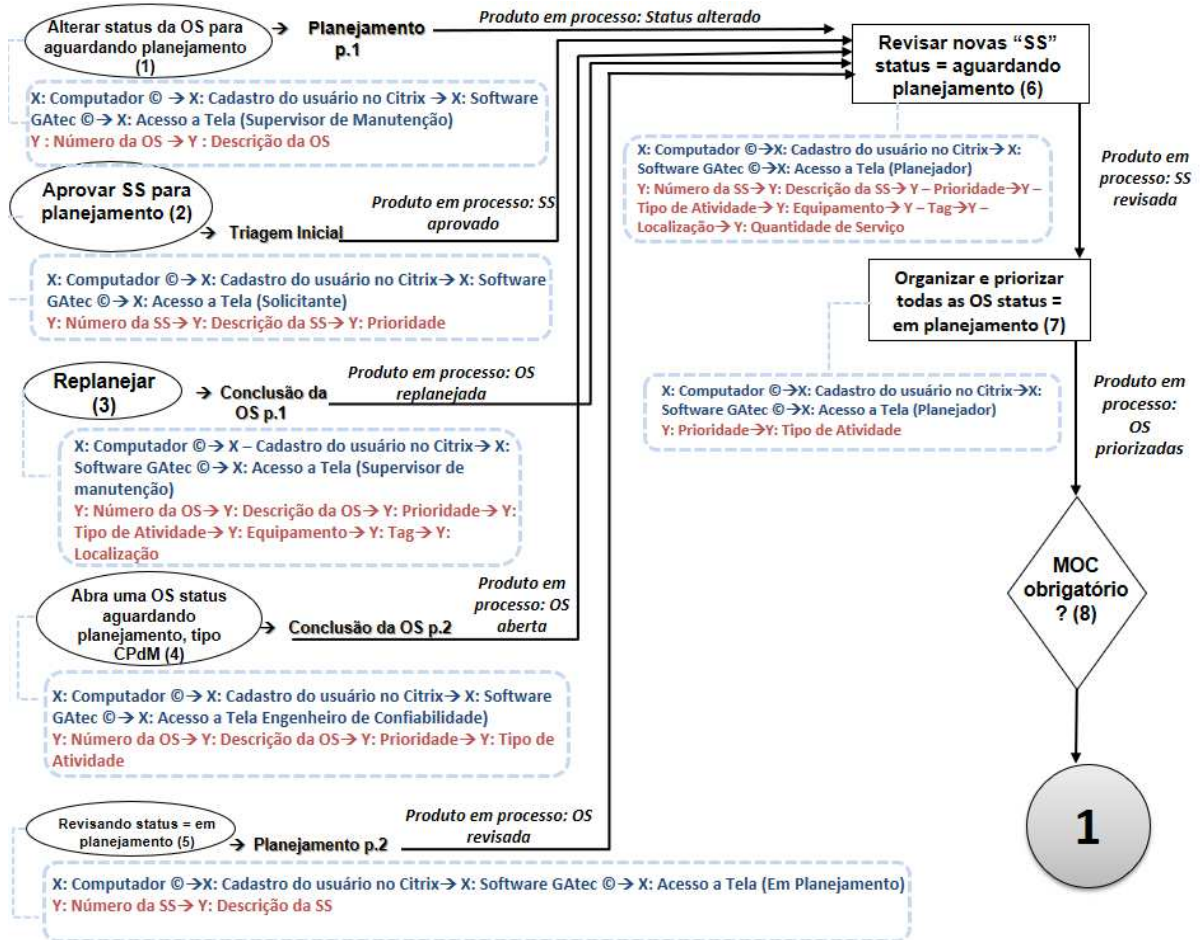 Alterar status da OS para
aguardando planejamento
(1)
→ Planejamento
p.1
Produto em processo: Status alterado
X: Computador © → X: Cadastro do usuário no Citrix → X: Software
GAtec ©→ X: Acesso a Tela (Supervisor de Manutenção)
Y : Número da OS → Y : Descrição da OS
Aprovar SS para
planejamento (2)
→ Triagem Inicial
Produto em processo: SS
aprovado
X: Computador ©→ X: Cadastro do usuário no Citrix→ X: Software
GAtec ©→ X: Acesso a Tela (Solicitante)
Y: Número da SS→ Y: Descrição da SS→ Y: Prioridade
Replanejar
(3)
→ Conclusão da
OS p.1
Produto em processo: OS
replanejada
X: Computador ©→ X – Cadastro do usuário no Citrix→ X:
Software GAtec ©→ X: Acesso a Tela (Supervisor de
manutenção)
Y: Número da OS→ Y: Descrição da OS→ Y: Prioridade→ Y:
Tipo de Atividade→ Y: Equipamento→ Y: Tag→ Y:
Localização
Abra uma OS status
aguardando
planejamento, tipo
CPdM (4)
→ Conclusão da OS p.2
Produto em
processo: OS
aberta
X: Computador ©→ X: Cadastro do usuário no Citrix→ X: Software
GAtec ©→ X: Acesso a Tela Engenheiro de Confiabilidade)
Y: Número da OS→ Y: Descrição da OS→ Y: Prioridade→ Y: Tipo de
Atividade
Revisando status = em
planejamento (5)
→ Planejamento p.2
Produto em processo: OS
revisada
X: Computador ©→X: Cadastro do usuário no Citrix→ X: Software GAtec ©→ X: Acesso a Tela (Em Planejamento)
Y: Número da SS→ Y: Descrição da SS
Revisar novas “SS”
status = aguardando
planejamento (6)
X: Computador ©→X: Cadastro do usuário no Citrix→ X:
Software GAtec ©→X: Acesso a Tela (Planejador)
Y: Número da SS→ Y: Descrição da SS→ Y – Prioridade→Y –
Tipo de Atividade→ Y: Equipamento→ Y – Tag→Y –
Localização→ Y: Quantidade de Serviço
Produto em
processo: SS
revisada
Organizar e priorizar
todas as OS status =
em planejamento (7)
X: Computador ©→X: Cadastro do usuário no Citrix→X:
Software GAtec ©→X: Acesso a Tela (Planejador)
Y: Prioridade→Y: Tipo de Atividade
Produto em
processo:
OS
priorizadas
MOC
obrigatório
? (8)
1